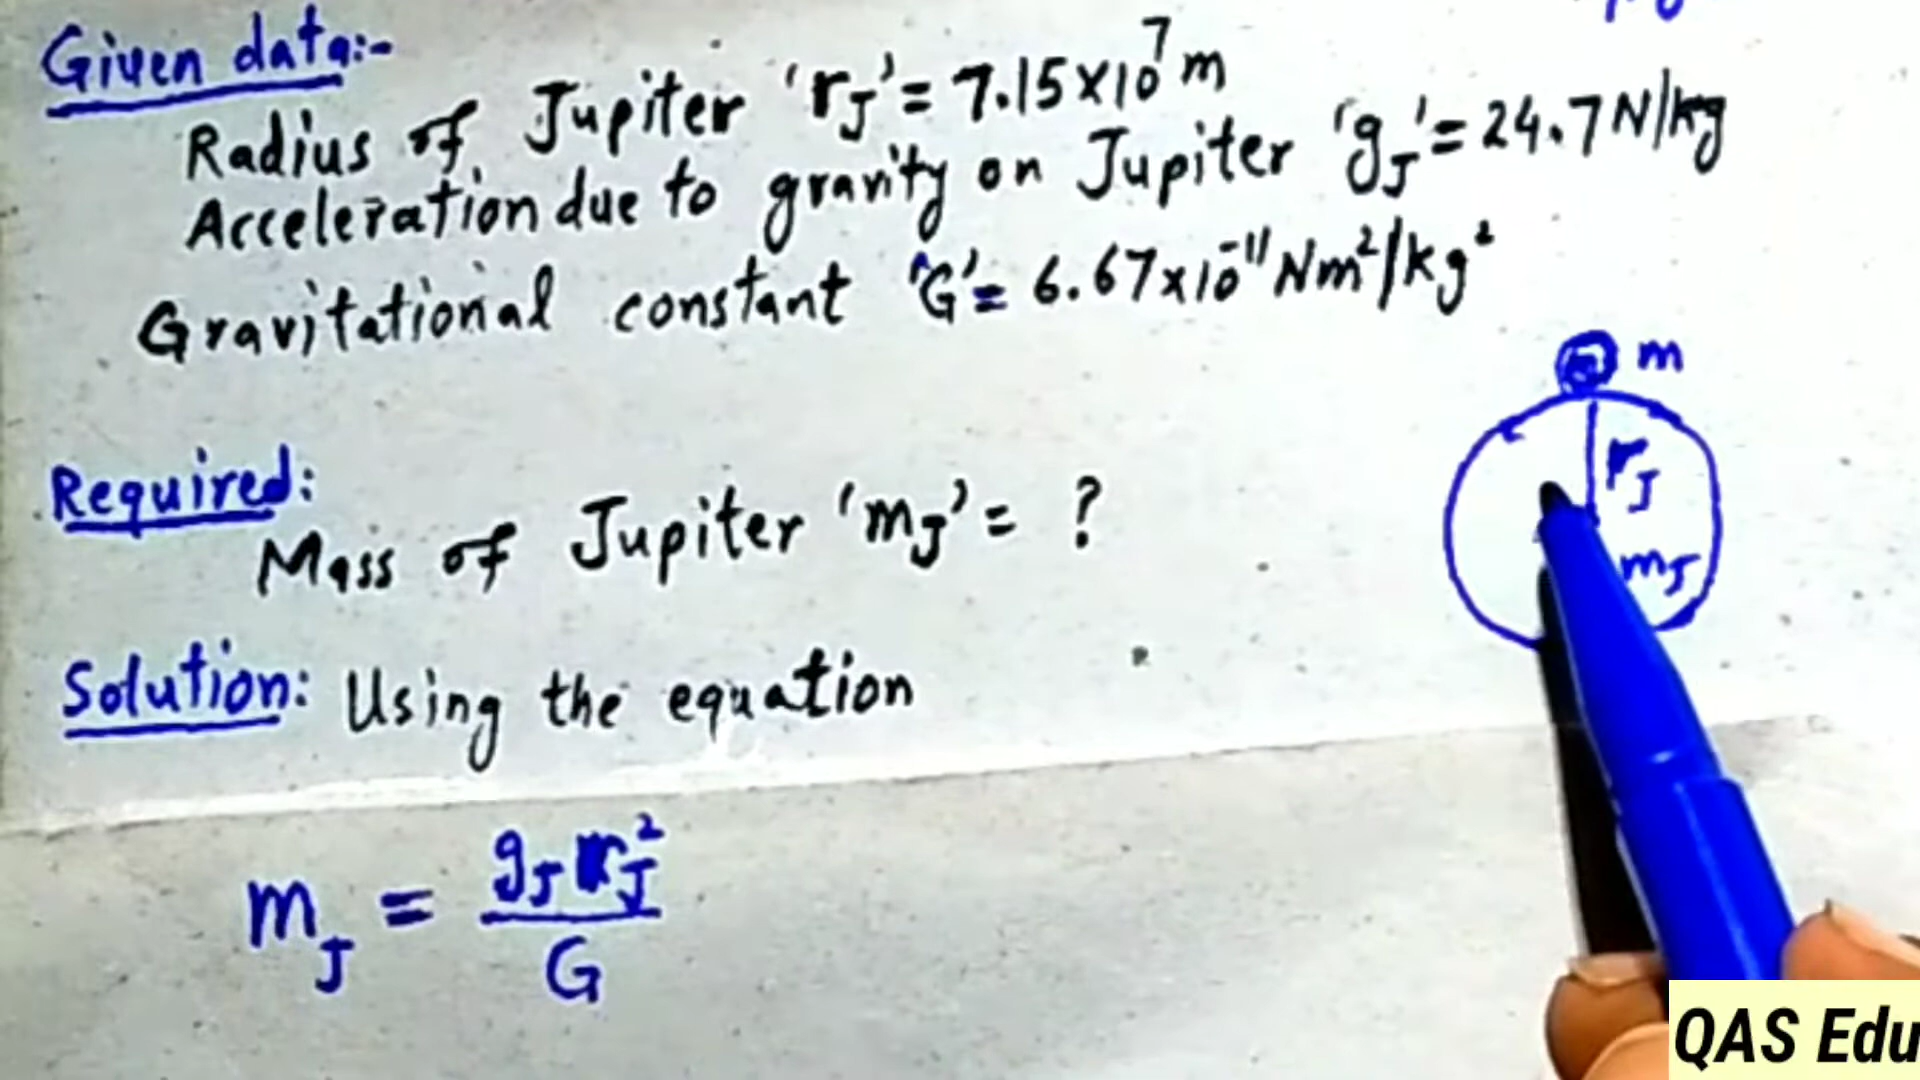 Given data:-
Radius of Jupiter 'rJ' = 7.15×10⁷ m
Acceleration due to gravity on Jupiter 'gJ' = 24.7 N/kg
Gravitational constant 'G' = 6.67×10⁻¹¹ Nm²/kg²
m
rJ
mJ
Required:
Mass of Jupiter 'mJ' = ?
Solution: Using the equation
mJ = gJ rJ² / G
QAS Edu